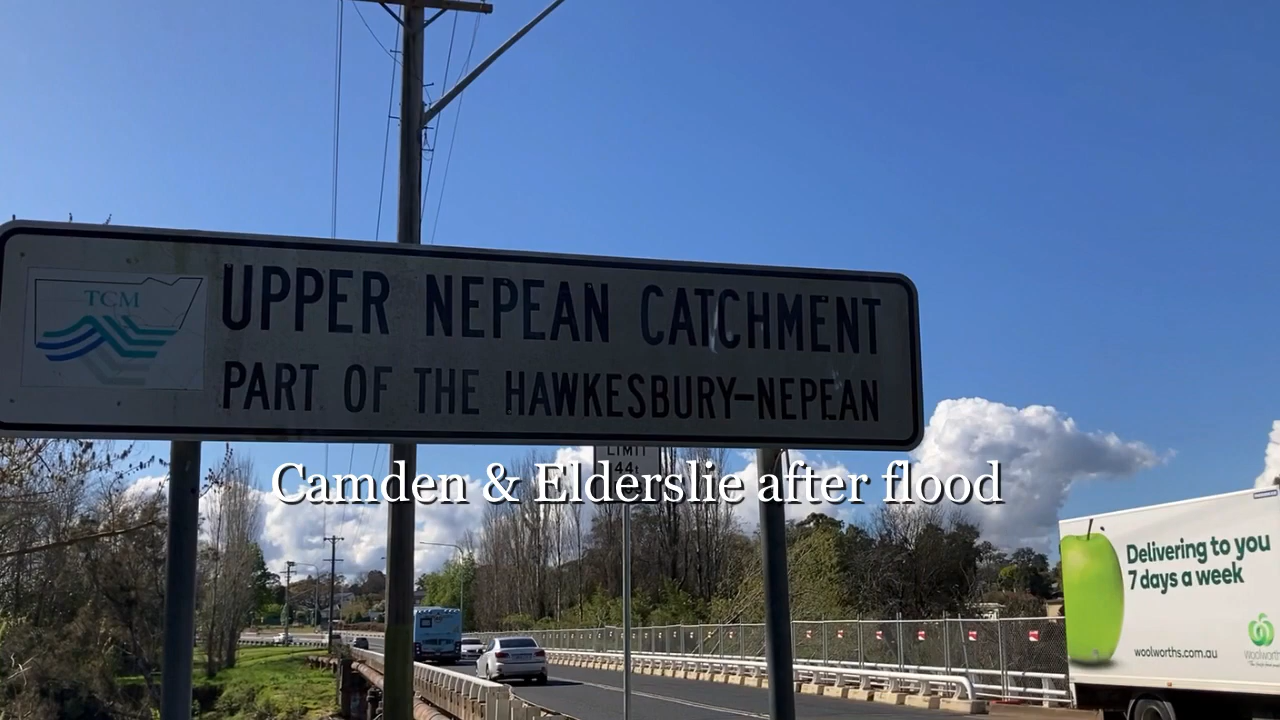 TCM
UPPER NEPEAN CATCHMENT
PART OF THE HAWKESBURY-NEPEAN
LIMIT
44t
Camden & Elderslie after flood
Delivering to you
7 days a week
woolworths.com.au